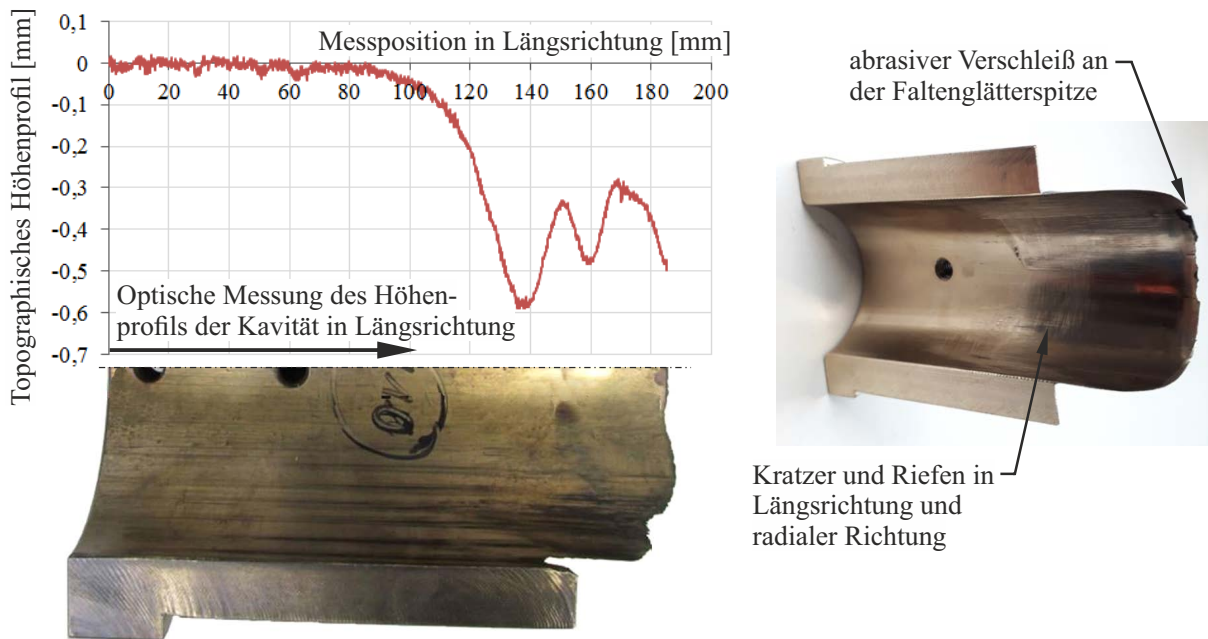 Topographisches Höhenprofil [mm]
0,1
0
-0,1
-0,2
-0,3
-0,4
-0,5
-0,6
-0,7
Messposition in Längsrichtung [mm]
0 20 40 60 80 100 120 140 160 180 200
Optische Messung des Höhen-
profils der Kavität in Längsrichtung
abrasiver Verschleiß an
der Faltenglätterspitze
Kratzer und Riefen in
Längsrichtung und
radialer Richtung